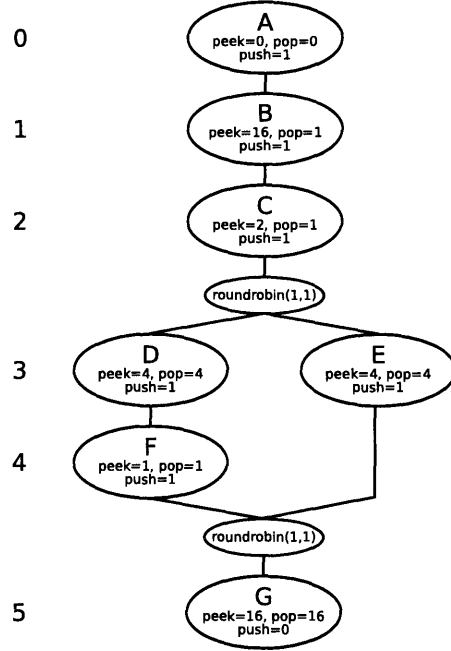 0
A
peek=0, pop=0
push=1
1
B
peek=16, pop=1
push=1
2
C
peek=2, pop=1
push=1
roundrobin(1,1)
3
D
peek=4, pop=4
push=1
E
peek=4, pop=4
push=1
4
F
peek=1, pop=1
push=1
roundrobin(1,1)
5
G
peek=16, pop=16
push=0